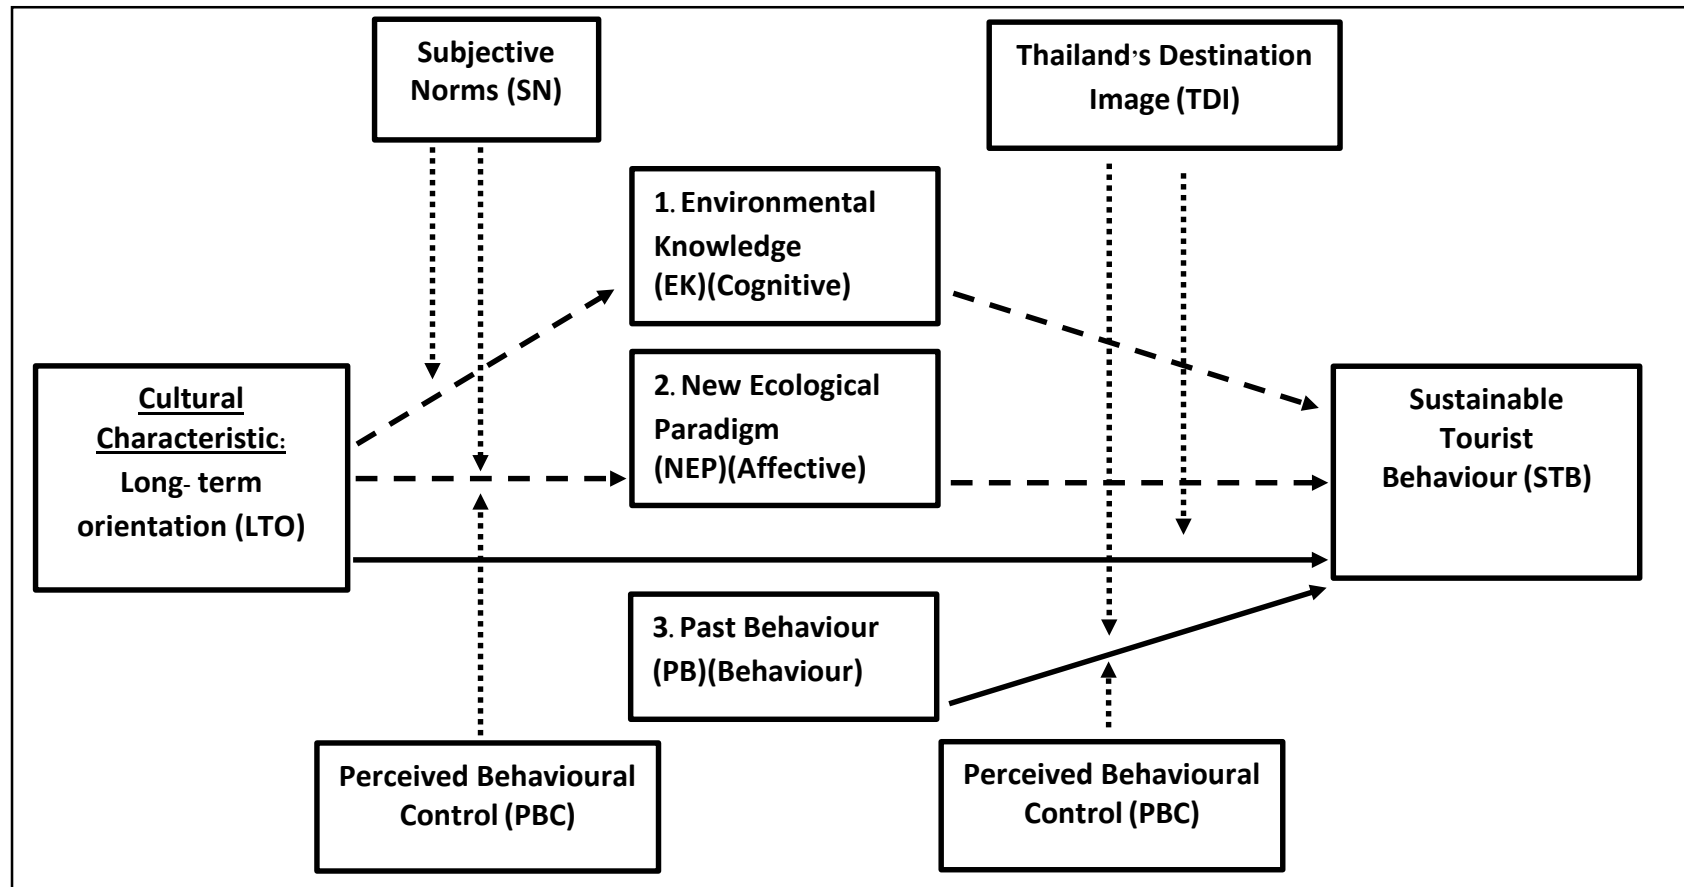 Subjective
Norms (SN)
Thailand's Destination
Image (TDI)
1. Environmental
Knowledge
(EK)(Cognitive)
2. New Ecological
Paradigm
(NEP)(Affective)
Cultural
Characteristic:
Long- term
orientation (LTO)
Sustainable
Tourist
Behaviour (STB)
3. Past Behaviour
(PB)(Behaviour)
Perceived Behavioural
Control (PBC)
Perceived Behavioural
Control (PBC)